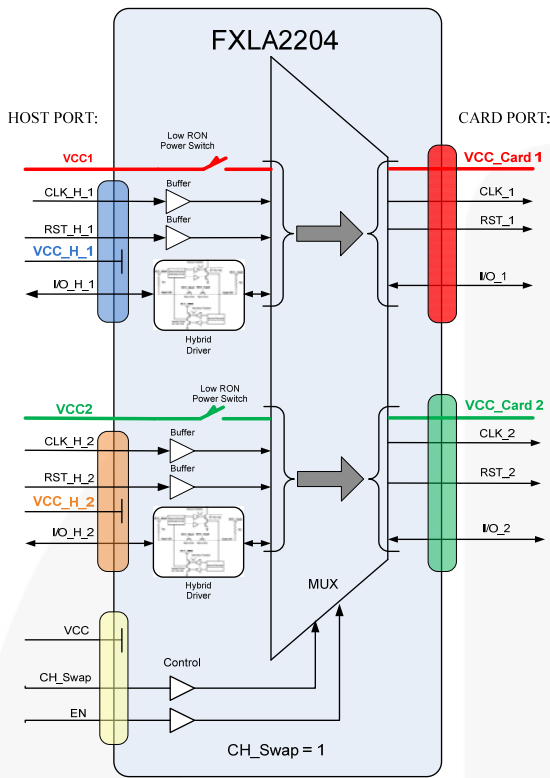 FXLA2204
HOST PORT:
CARD PORT:
Low RON
Power Switch
VCC1
VCC_Card 1
CLK_H_1
Buffer
CLK_1
RST_H_1
Buffer
RST_1
VCC_H_1
I/O_H_1
I/O_1
Hybrid
Driver
Low RON
Power Switch
VCC2
VCC_Card 2
CLK_H_2
Buffer
CLK_2
RST_H_2
Buffer
RST_2
VCC_H_2
I/O_H_2
I/O_2
Hybrid
Driver
MUX
VCC
Control
CH_Swap
EN
CH_Swap = 1